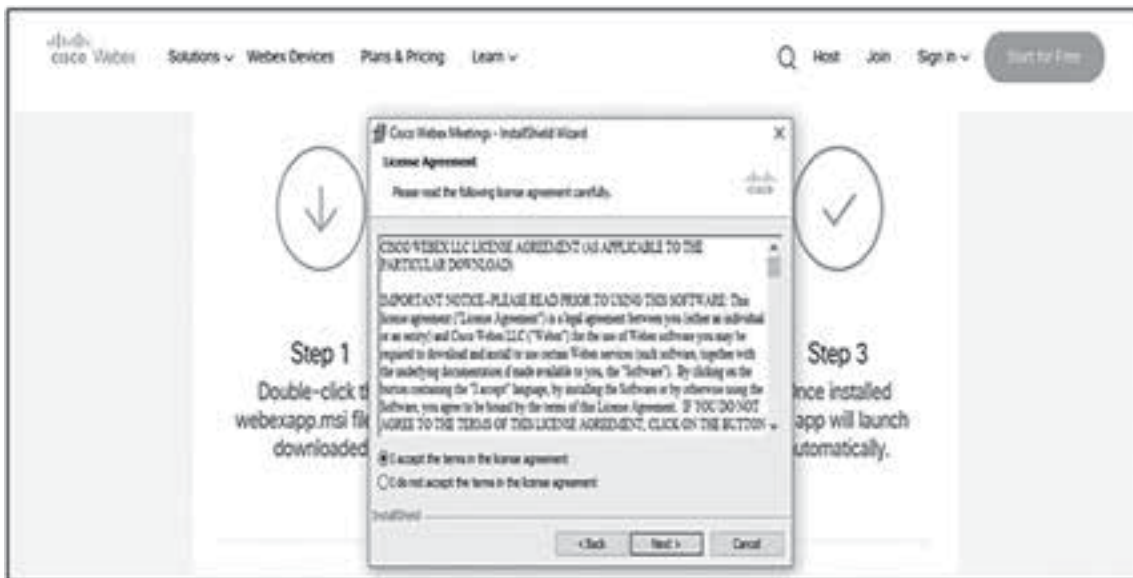 cisco Webex
Solutions
Webex Devices
Plans & Pricing
Learn
Host
Join
Sign in
Start for Free
Cisco Webex Meetings - InstallShield Wizard
X
License Agreement
Please read the following license agreement carefully.
cisco
CISCO WEBEX LLC LICENSE AGREEMENT (AS APPLICABLE TO THE
PARTICULAR DOWNLOAD)
IMPORTANT NOTICE--PLEASE READ PRIOR TO USING THIS SOFTWARE: This
license agreement ("License Agreement") is a legal agreement between you (either an individual
or an entity) and Cisco Webex LLC ("Webex") for the use of Webex software you may be
required to download and install to use certain Webex services (such software, together with
the underlying documentation if made available to you, the "Software"). By clicking on the
button containing the "I accept" language, by installing the Software or by otherwise using the
Software, you agree to be bound by the terms of this License Agreement. IF YOU DO NOT
AGREE TO THE TERMS OF THIS LICENSE AGREEMENT, CLICK ON THE BUTTON
I accept the terms in the license agreement
I do not accept the terms in the license agreement
InstallShield
< Back
Next >
Cancel
Step 1
Double-click t
webexapp.msi file
downloaded
Step 3
Once installed
app will launch
automatically.